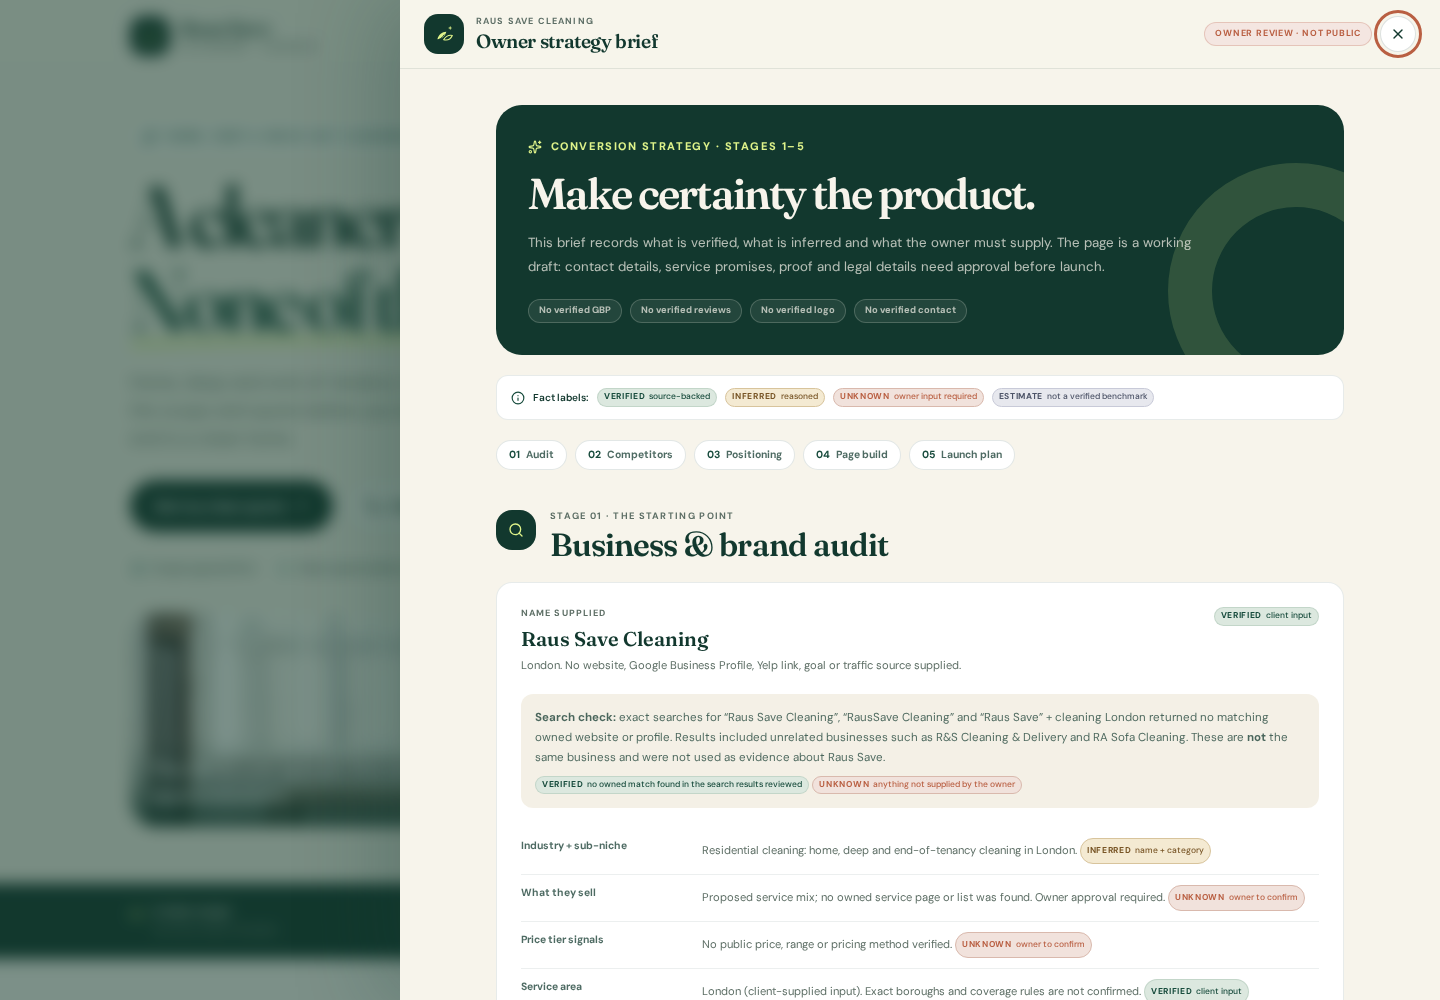 RAUS SAVE CLEANING
Owner strategy brief
OWNER REVIEW · NOT PUBLIC
CONVERSION STRATEGY · STAGES 1–5
Make certainty the product.
This brief records what is verified, what is inferred and what the owner must supply. The page is a working
draft: contact details, service promises, proof and legal details need approval before launch.
No verified GBP
No verified reviews
No verified logo
No verified contact
Fact labels:
VERIFIED source-backed
INFERRED reasoned
UNKNOWN owner input required
ESTIMATE not a verified benchmark
01 Audit
02 Competitors
03 Positioning
04 Page build
05 Launch plan
STAGE 01 · THE STARTING POINT
Business & brand audit
NAME SUPPLIED
VERIFIED client input
Raus Save Cleaning
London. No website, Google Business Profile, Yelp link, goal or traffic source supplied.
Search check: exact searches for “Raus Save Cleaning”, “RausSave Cleaning” and “Raus Save” + cleaning London returned no matching
owned website or profile. Results included unrelated businesses such as R&S Cleaning & Delivery and RA Sofa Cleaning. These are not the
same business and were not used as evidence about Raus Save.
VERIFIED no owned match found in the search results reviewed
UNKNOWN anything not supplied by the owner
Industry + sub-niche
Residential cleaning: home, deep and end-of-tenancy cleaning in London. INFERRED name + category
What they sell
Proposed service mix; no owned service page or list was found. Owner approval required. UNKNOWN owner to confirm
Price tier signals
No public price, range or pricing method verified. UNKNOWN owner to confirm
Service area
London (client-supplied input). Exact boroughs and coverage rules are not confirmed. VERIFIED client input